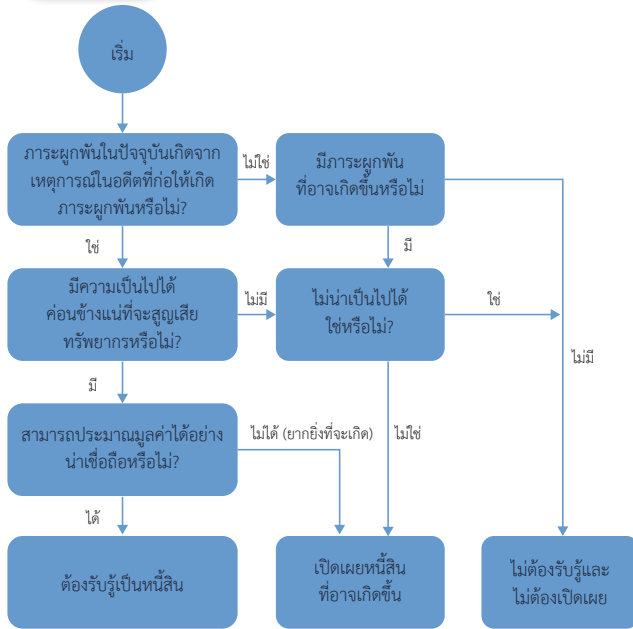 เริ่ม
ภาระผูกพันในปัจจุบันเกิดจาก
เหตุการณ์ในอดีตที่ก่อให้เกิด
ภาระผูกพันหรือไม่?
ไม่ใช่
มีภาระผูกพัน
ที่อาจเกิดขึ้นหรือไม่
ใช่
มี
มีความเป็นไปได้
ค่อนข้างแน่ที่จะสูญเสีย
ทรัพยากรหรือไม่?
ไม่มี
ไม่น่าเป็นไปได้
ใช่หรือไม่?
ใช่
ไม่มี
มี
สามารถประมาณมูลค่าได้อย่าง
น่าเชื่อถือหรือไม่?
ไม่ได้ (ยากยิ่งที่จะเกิด)
ไม่ใช่
ได้
ต้องรับรู้เป็นหนี้สิน
เปิดเผยหนี้สิน
ที่อาจเกิดขึ้น
ไม่ต้องรับรู้และ
ไม่ต้องเปิดเผย